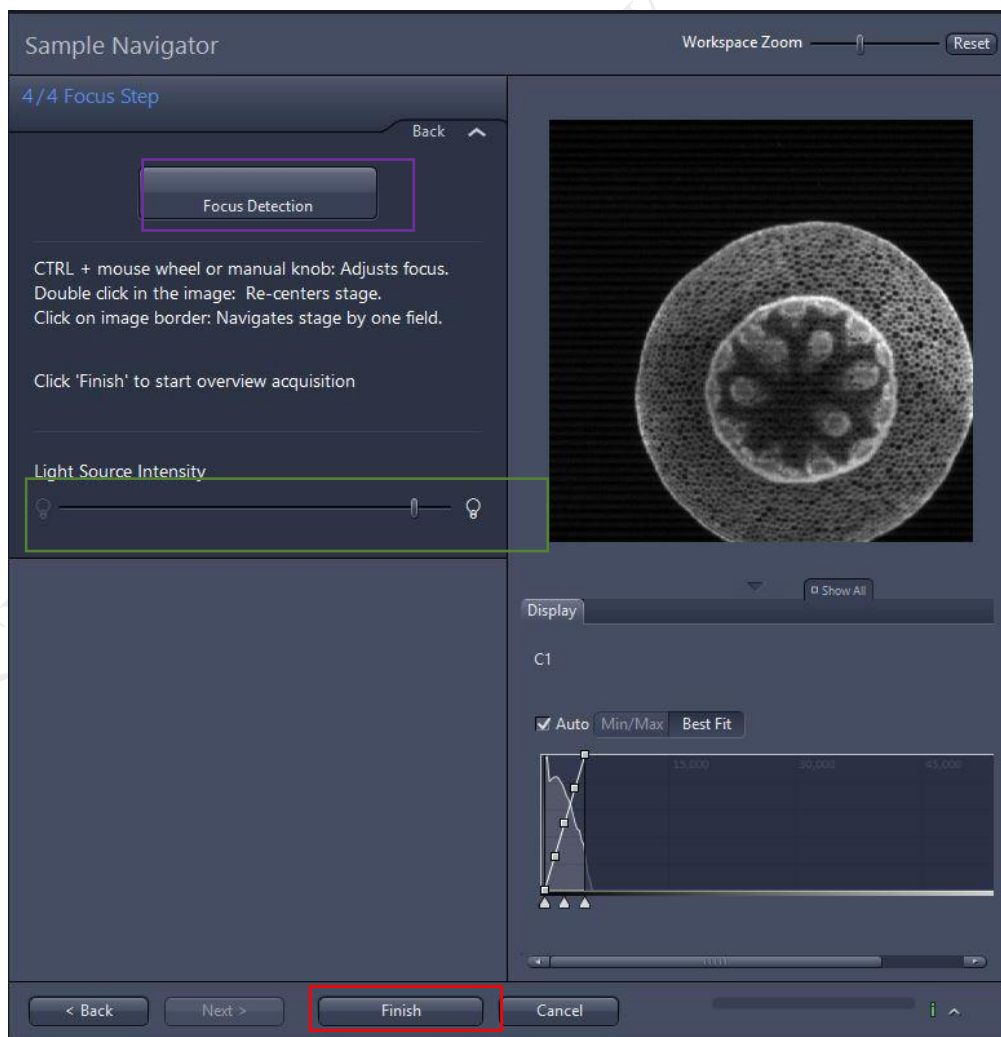 Sample Navigator
Workspace Zoom
Reset
4/4 Focus Step
Back
Focus Detection
CTRL + mouse wheel or manual knob: Adjusts focus.
Double click in the image: Re-centers stage.
Click on image border: Navigates stage by one field.
Click 'Finish' to start overview acquisition
Light Source Intensity
Show All
Display
C1
Auto Min/Max Best Fit
15,000 30,000 45,000
< Back Next > Finish Cancel i